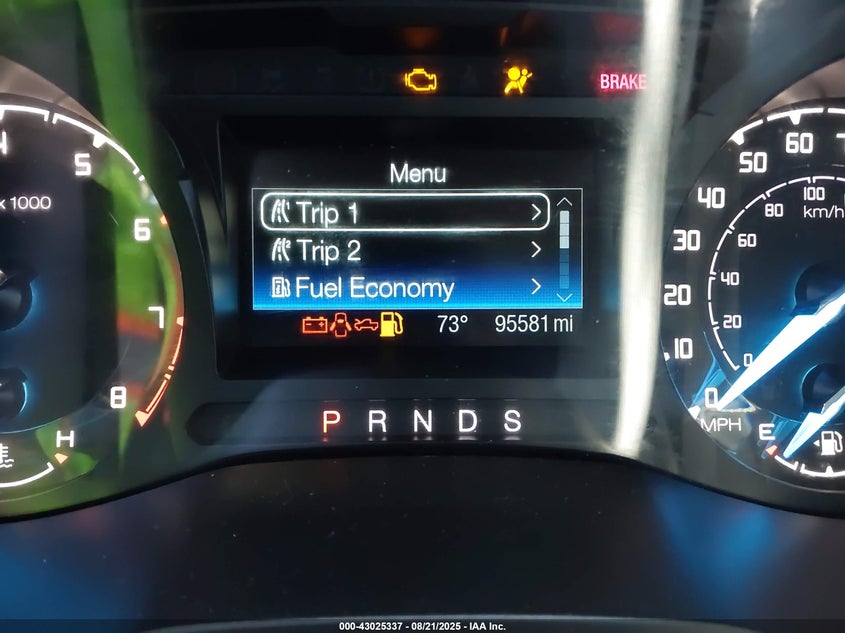 BRAKE
Menu
Trip 1
Trip 2
Fuel Economy
73° 95581 mi
P R N D S
4
5
x 1000
6
7
8
H
60
50
40
30
20
10
0
MPH
100
80
km/h
60
40
20
0
E
000-43025337 - 08/21/2025 - IAA Inc.